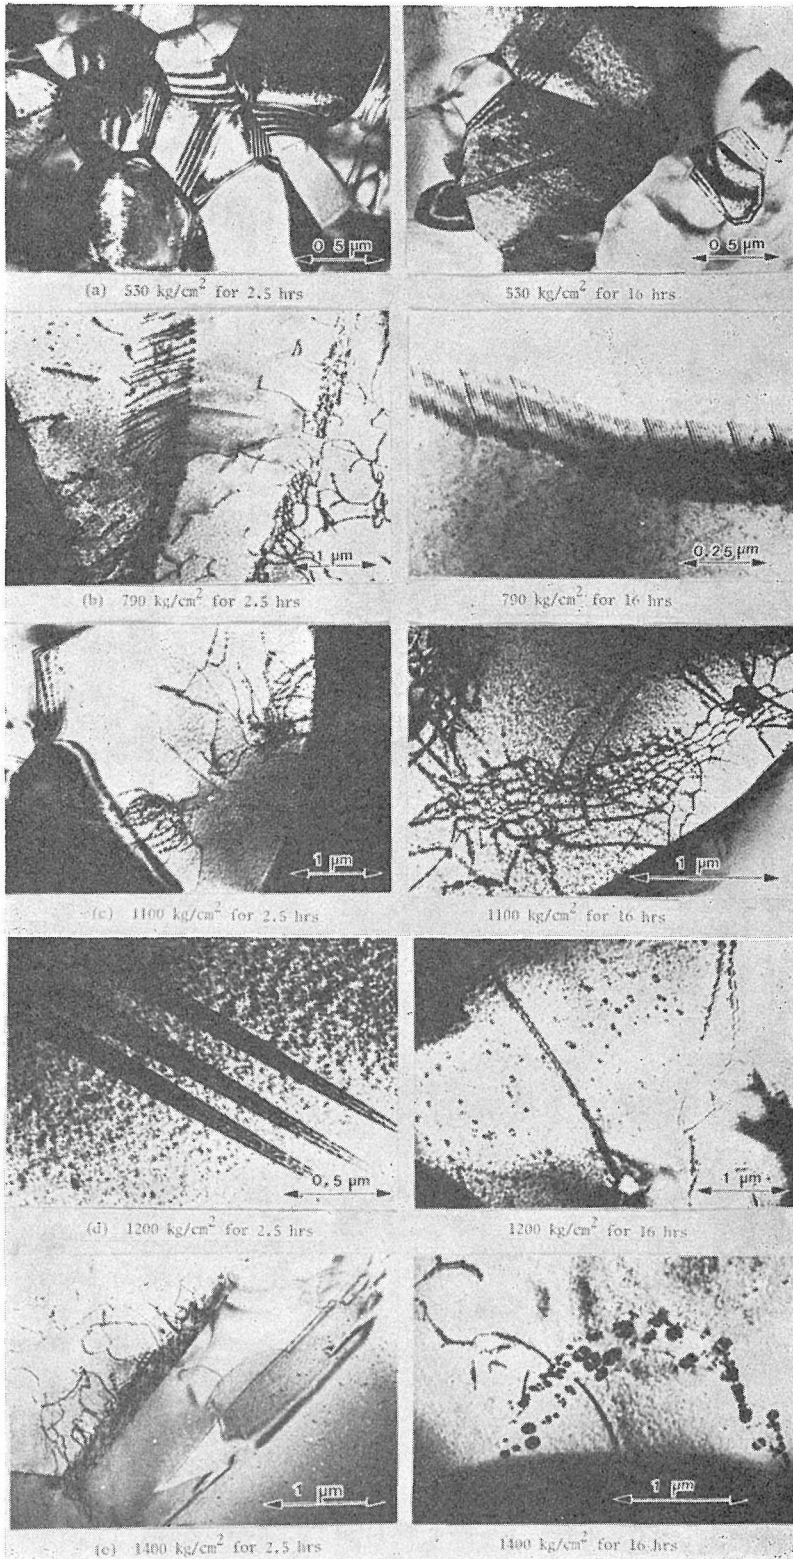 0 5 µm
0 5 µm
(a) 530 kg/cm² for 2.5 hrs
530 kg/cm² for 16 hrs
1 µm
0.25 µm
(b) 790 kg/cm² for 2.5 hrs
790 kg/cm² for 16 hrs
1 µm
1 µm
(c) 1100 kg/cm² for 2.5 hrs
1100 kg/cm² for 16 hrs
0.5 µm
1 µm
(d) 1200 kg/cm² for 2.5 hrs
1200 kg/cm² for 16 hrs
1 µm
1 µm
(e) 1400 kg/cm² for 2.5 hrs
1400 kg/cm² for 16 hrs